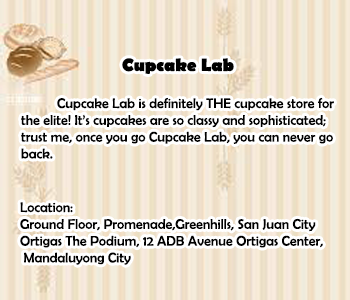 Cupcake Lab
Cupcake Lab is definitely THE cupcake store for
the elite! It's cupcakes are so classy and sophisticated;
trust me, once you go Cupcake Lab, you can never go
back.
Location:
Ground Floor, Promenade,Greenhills, San Juan City
Ortigas The Podium, 12 ADB Avenue Ortigas Center,
Mandaluyong City